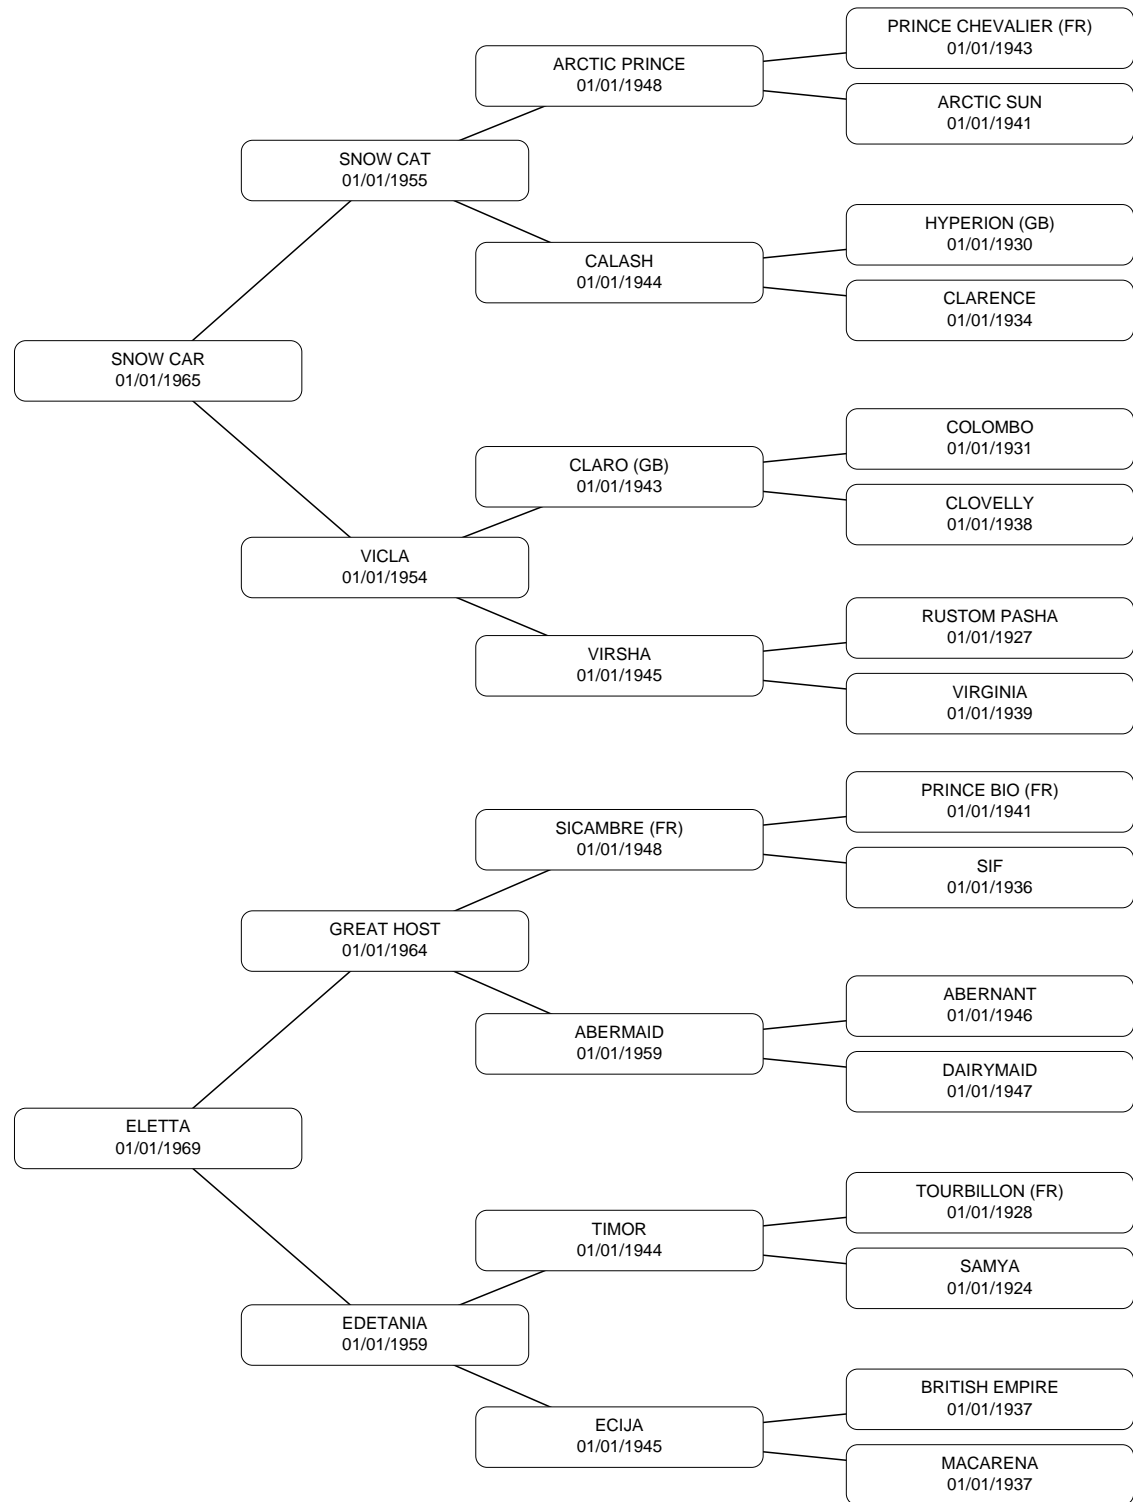 PRINCE CHEVALIER (FR)
01/01/1943
ARCTIC PRINCE
01/01/1948
ARCTIC SUN
01/01/1941
SNOW CAT
01/01/1955
HYPERION (GB)
01/01/1930
CALASH
01/01/1944
CLARENCE
01/01/1934
SNOW CAR
01/01/1965
COLOMBO
01/01/1931
CLARO (GB)
01/01/1943
CLOVELLY
01/01/1938
VICLA
01/01/1954
RUSTOM PASHA
01/01/1927
VIRSHA
01/01/1945
VIRGINIA
01/01/1939
PRINCE BIO (FR)
01/01/1941
SICAMBRE (FR)
01/01/1948
SIF
01/01/1936
GREAT HOST
01/01/1964
ABERNANT
01/01/1946
ABERMAID
01/01/1959
DAIRYMAID
01/01/1947
ELETTA
01/01/1969
TOURBILLON (FR)
01/01/1928
TIMOR
01/01/1944
SAMYA
01/01/1924
EDETANIA
01/01/1959
BRITISH EMPIRE
01/01/1937
ECIJA
01/01/1945
MACARENA
01/01/1937